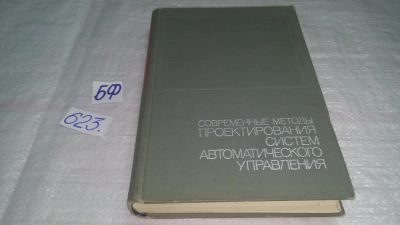 БФ
623.
СОВРЕМЕННЫЕ МЕТОДЫ
ПРОЕКТИРОВАНИЯ
СИСТЕМ
АВТОМАТИЧЕСКОГО
УПРАВЛЕНИЯ